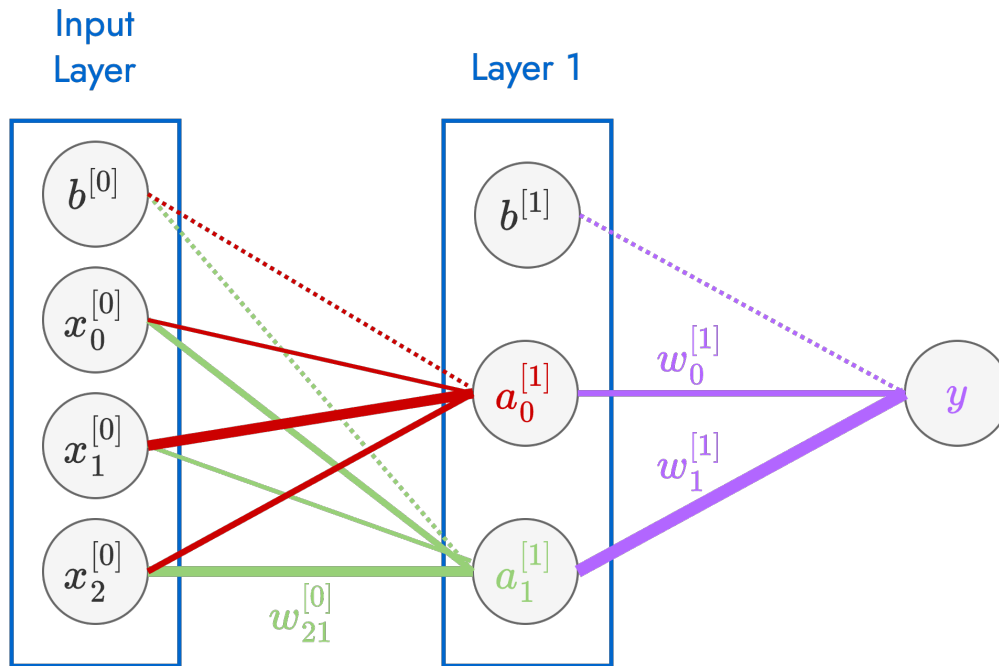 Input
Layer
Layer 1
b^{[0]}
x_0^{[0]}
x_1^{[0]}
x_2^{[0]}
w_{21}^{[0]}
b^{[1]}
a_0^{[1]}
a_1^{[1]}
w_0^{[1]}
w_1^{[1]}
y